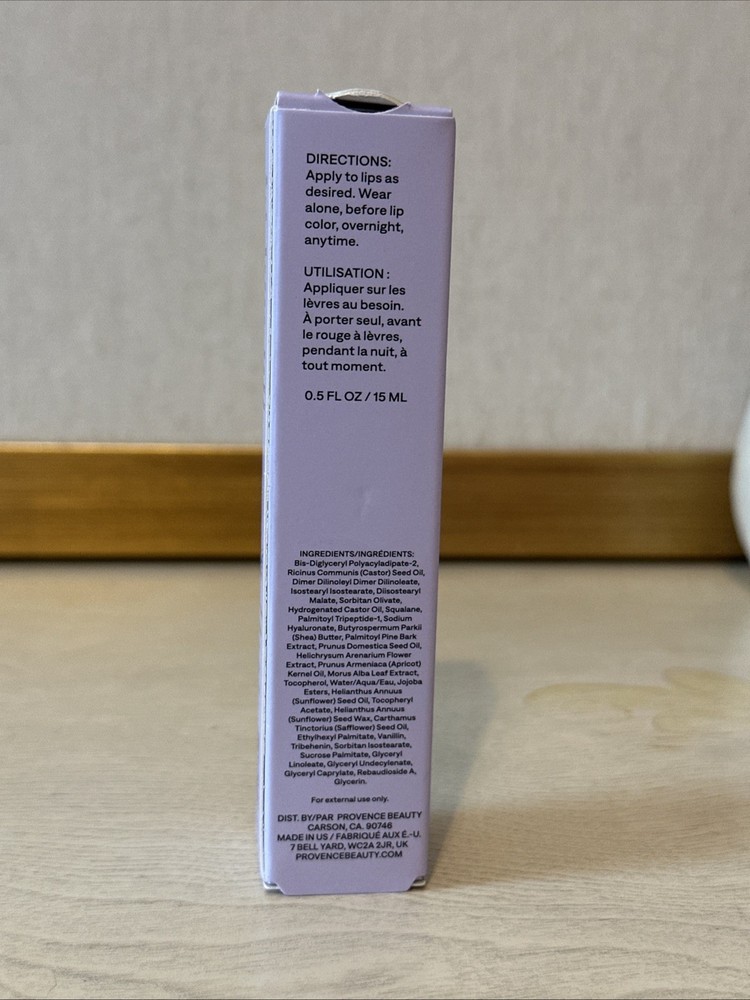 DIRECTIONS:
Apply to lips as
desired. Wear
alone, before lip
color, overnight,
anytime.
UTILISATION :
Appliquer sur les
lèvres au besoin.
À porter seul, avant
le rouge à lèvres,
pendant la nuit, à
tout moment.
0.5 FL OZ / 15 ML
INGREDIENTS/INGRÉDIENTS:
Bis-Diglyceryl Polyacyladipate-2,
Ricinus Communis (Castor) Seed Oil,
Dimer Dilinoleyl Dimer Dilinoleate,
Isostearyl Isostearate, Diisostearyl
Malate, Sorbitan Olivate,
Hydrogenated Castor Oil, Squalane,
Palmitoyl Tripeptide-1, Sodium
Hyaluronate, Butyrospermum Parkii
(Shea) Butter, Palmitoyl Pine Bark
Extract, Prunus Domestica Seed Oil,
Helichrysum Arenarium Flower
Extract, Prunus Armeniaca (Apricot)
Kernel Oil, Morus Alba Leaf Extract,
Tocopherol, Water/Aqua/Eau, Jojoba
Esters, Helianthus Annuus
(Sunflower) Seed Oil, Tocopheryl
Acetate, Helianthus Annuus
(Sunflower) Seed Wax, Carthamus
Tinctorius (Safflower) Seed Oil,
Ethylhexyl Palmitate, Vanillin,
Tribehenin, Sorbitan Isostearate,
Sucrose Palmitate, Glyceryl
Linoleate, Glyceryl Undecylenate,
Glyceryl Caprylate, Rebaudioside A,
Glycerin.
For external use only.
DIST. BY/PAR PROVENCE BEAUTY
CARSON, CA. 90746
MADE IN US / FABRIQUÉ AUX É.-U.
7 BELL YARD, WC2A 2JR, UK
PROVENCEBEAUTY.COM